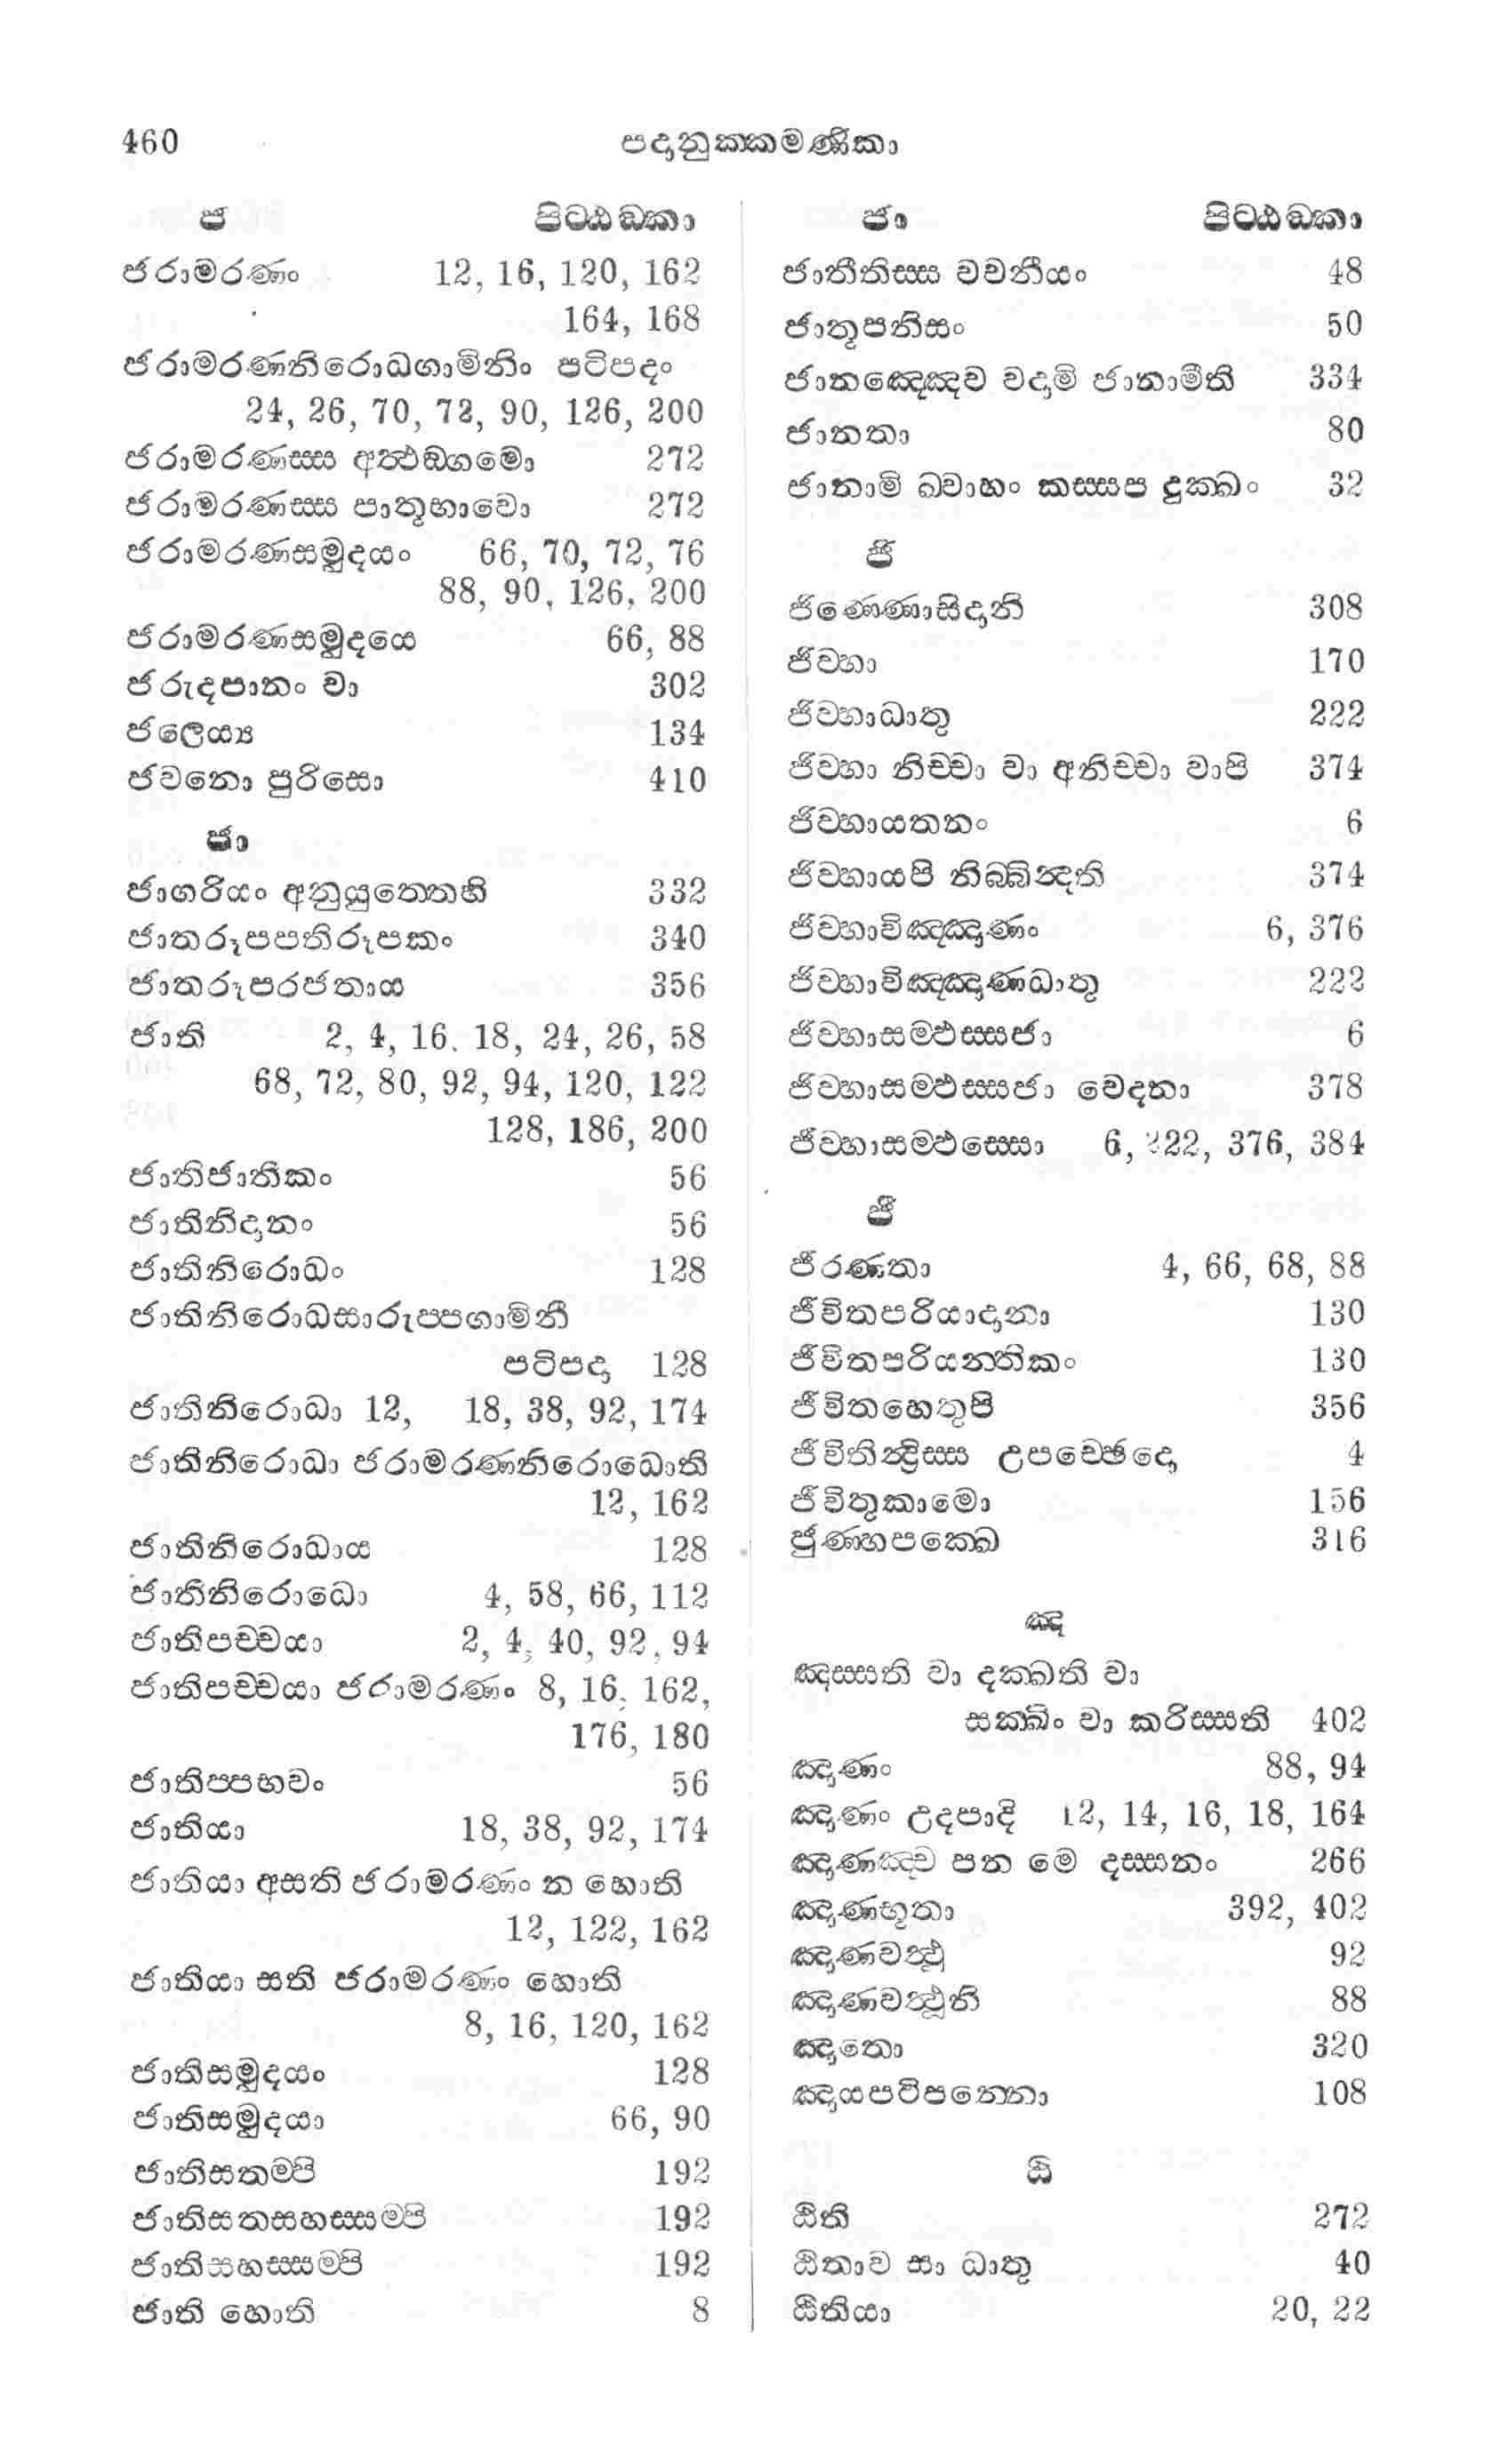 460 පදානුක්කමණිකා
ජ පිට්ඨඞ්කා
ජරාමරණං 12, 16, 120, 162
164, 168
ජරාමරණනිරොධගාමිනිං පටිපදං
24, 26, 70, 72, 90, 126, 200
ජරාමරණස්ස අත්ථඞ්ගමො 272
ජරාමරණස්ස පාතුභාවො 272
ජරාමරණසමුදයං 66, 70, 72, 76
88, 90, 126, 200
ජරාමරණසමුදයෙ 66, 88
ජරුදපානං වා 302
ජලෙය්‍ය 134
ජවනො පුරිසො 410
ජා
ජාගරියං අනුයුත්තෙහි 332
ජාතරූපපතිරූපකං 340
ජාතරූපරජතාය 356
ජාති 2, 4, 16, 18, 24, 26, 58
68, 72, 80, 92, 94, 120, 122
128, 186, 200
ජාතිජාතිකං 56
ජාතිනිදානං 56
ජාතිනිරොධං 128
ජාතිනිරොධසාරුප්පගාමිනී
පටිපදා 128
ජාතිනිරොධා 12, 18, 38, 92, 174
ජාතිනිරොධා ජරාමරණනිරොධොති
12, 162
ජාතිනිරොධාය 128
ජාතිනිරොධො 4, 58, 66, 112
ජාතිපච්චයා 2, 4, 40, 92, 94
ජාතිපච්චයා ජරාමරණං 8, 16, 162,
176, 180
ජාතිප්පභවං 56
ජාතියා 18, 38, 92, 174
ජාතියා අසති ජරාමරණං න හොති
12, 122, 162
ජාතියා සති ජරාමරණං හොති
8, 16, 120, 162
ජාතිසමුදයං 128
ජාතිසමුදයා 66, 90
ජාතිසතම්පි 192
ජාතිසතසහස්සම්පි 192
ජාතිසහස්සම්පි 192
ජාති හොති 8
ජා පිට්ඨඞ්කා
ජාතීතිස්ස වචනීයං 48
ජාතූපනිසං 50
ජානඤ්ඤෙව වදාමි ජානාමීති 334
ජානතා 80
ජානාමි ඛ්වාහං කස්සප දුක්ඛං 32
ජි
ජිණ්ණොසිදානි 308
ජිව්හා 170
ජිව්හාධාතු 222
ජිව්හා නිච්චා වා අනිච්චා වාපි 374
ජිව්හායතනං 6
ජිව්හායපි නිබ්බින්දති 374
ජිව්හාවිඤ්ඤාණං 6, 376
ජිව්හාවිඤ්ඤාණධාතු 222
ජිව්හාසම්ඵස්සජා 6
ජිව්හාසම්ඵස්සජා වෙදනා 378
ජිව්හාසම්ඵස්සො 6, 222, 376, 384
ජී
ජීරණතා 4, 66, 68, 88
ජීවිතපරියාදානා 130
ජීවිතපරියන්තිකං 130
ජීවිතහෙතුපි 356
ජීවිතින්ද්‍රිස්ස උපච්ඡෙදො 4
ජීවිතුකාමො 156
ජුණ්හපක්ඛෙ 316
ඤ
ඤස්සති වා දක්ඛති වා
සක්ඛිං වා කරිස්සති 402
ඤාණං 88, 94
ඤාණං උදපාදි 12, 14, 16, 18, 164
ඤාණඤ්ච පන මෙ දස්සනං 266
ඤාණභූතා 392, 402
ඤාණවත්ථු 92
ඤාණවත්ථූනි 88
ඤාතො 320
ඤායපටිපන්නො 108
ඨි
ඨිති 272
ඨිතාව සා ධාතු 40
ඨිතියා 20, 22